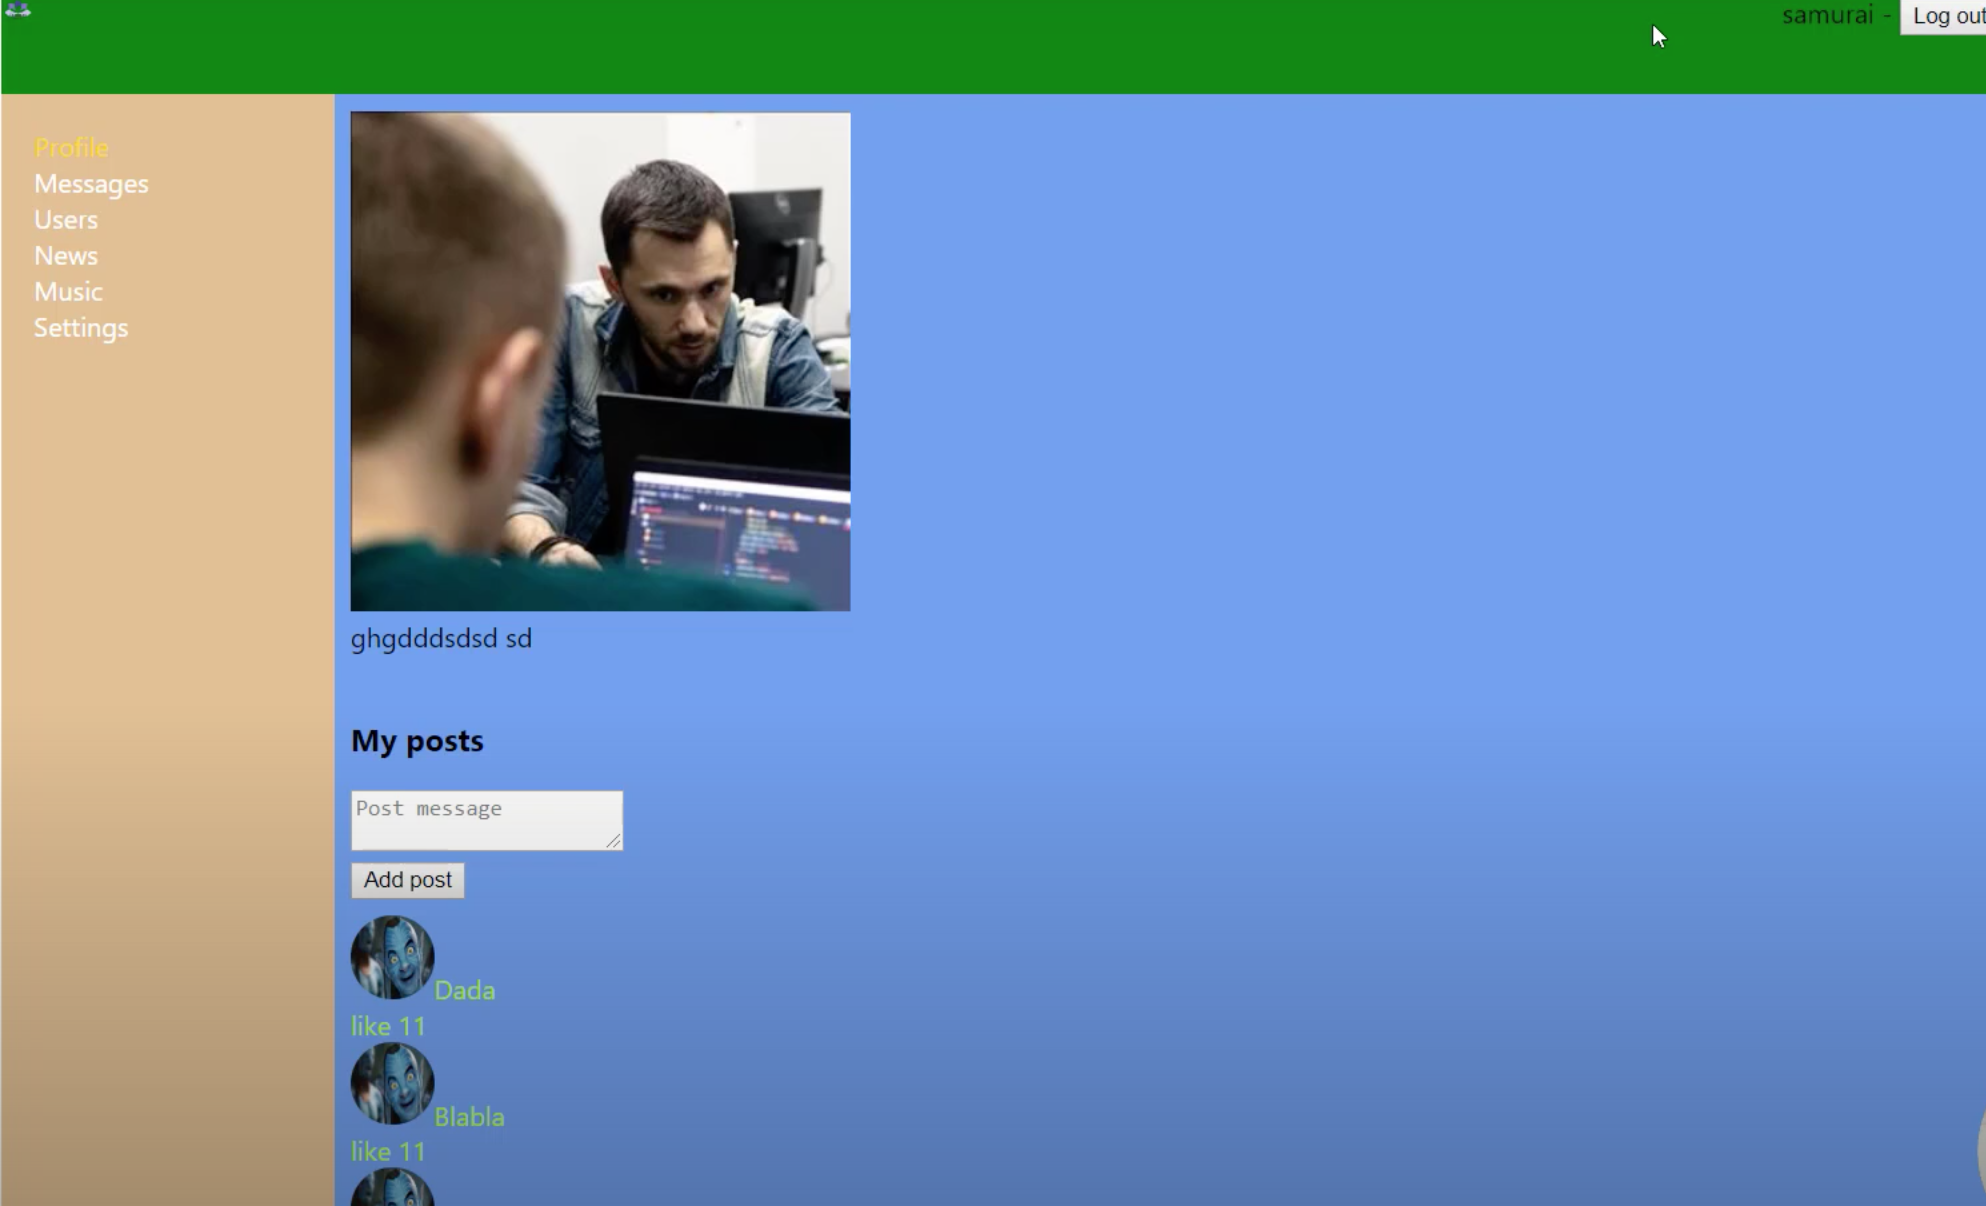 samurai - Log out
Profile
Messages
Users
News
Music
Settings
ghgdddsdsd sd
My posts
Post message
Add post
Dada
like 11
Blabla
like 11